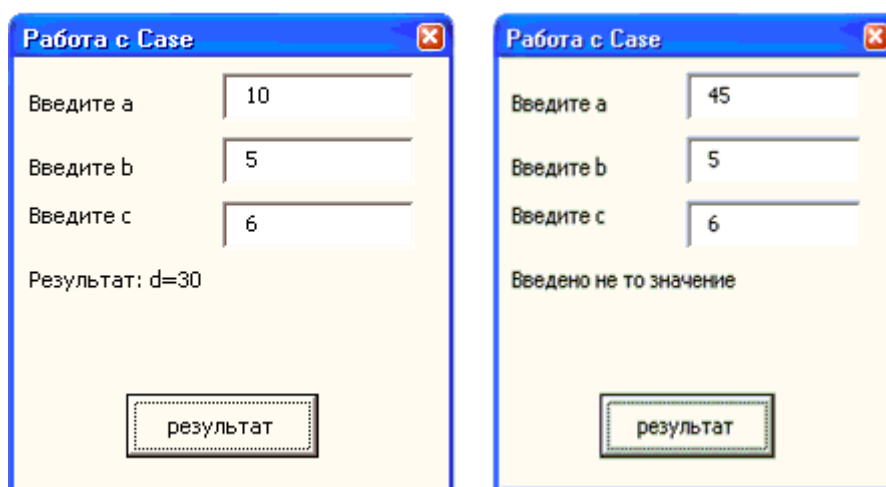 Работа с Case
Введите a
10
Введите b
5
Введите c
6
Результат: d=30
результат
Работа с Case
Введите a
45
Введите b
5
Введите c
6
Введено не то значение
результат